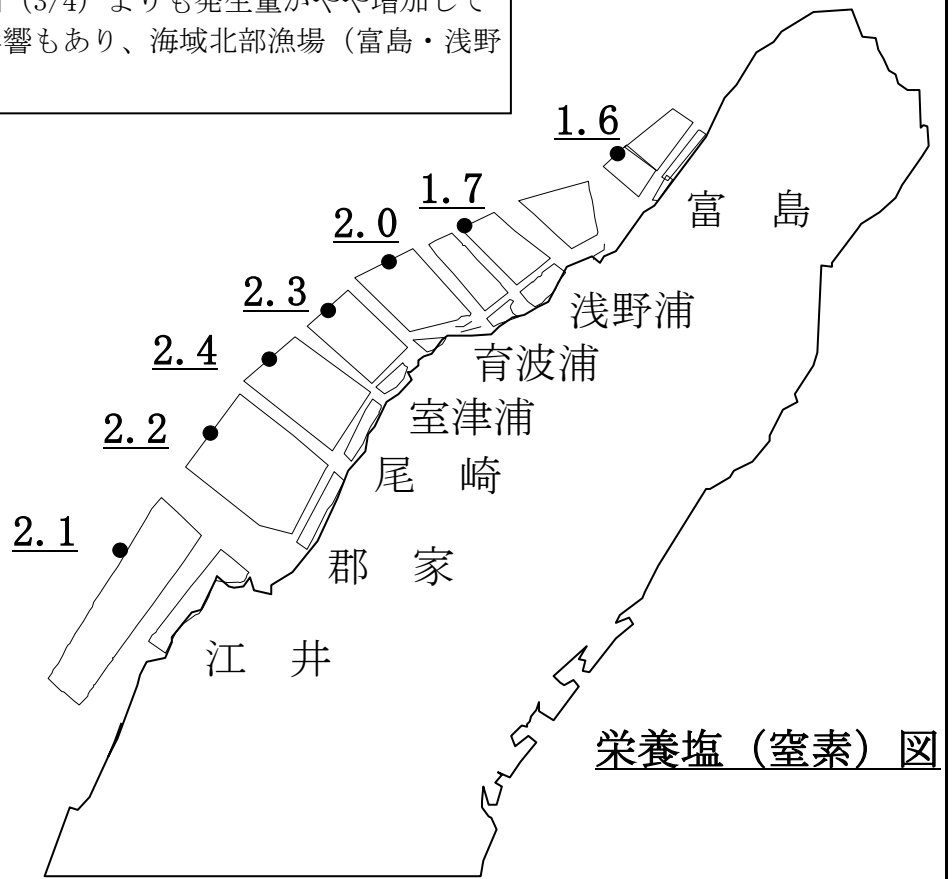 (3/4) よりも発生量がやや増加して
響もあり、海域北部漁場（富島・浅野
1.6
富 島
1.7
2.0
2.3
浅野浦
2.4
育波浦
室津浦
2.2
尾 崎
2.1
郡 家
江 井
栄養塩（窒素）図